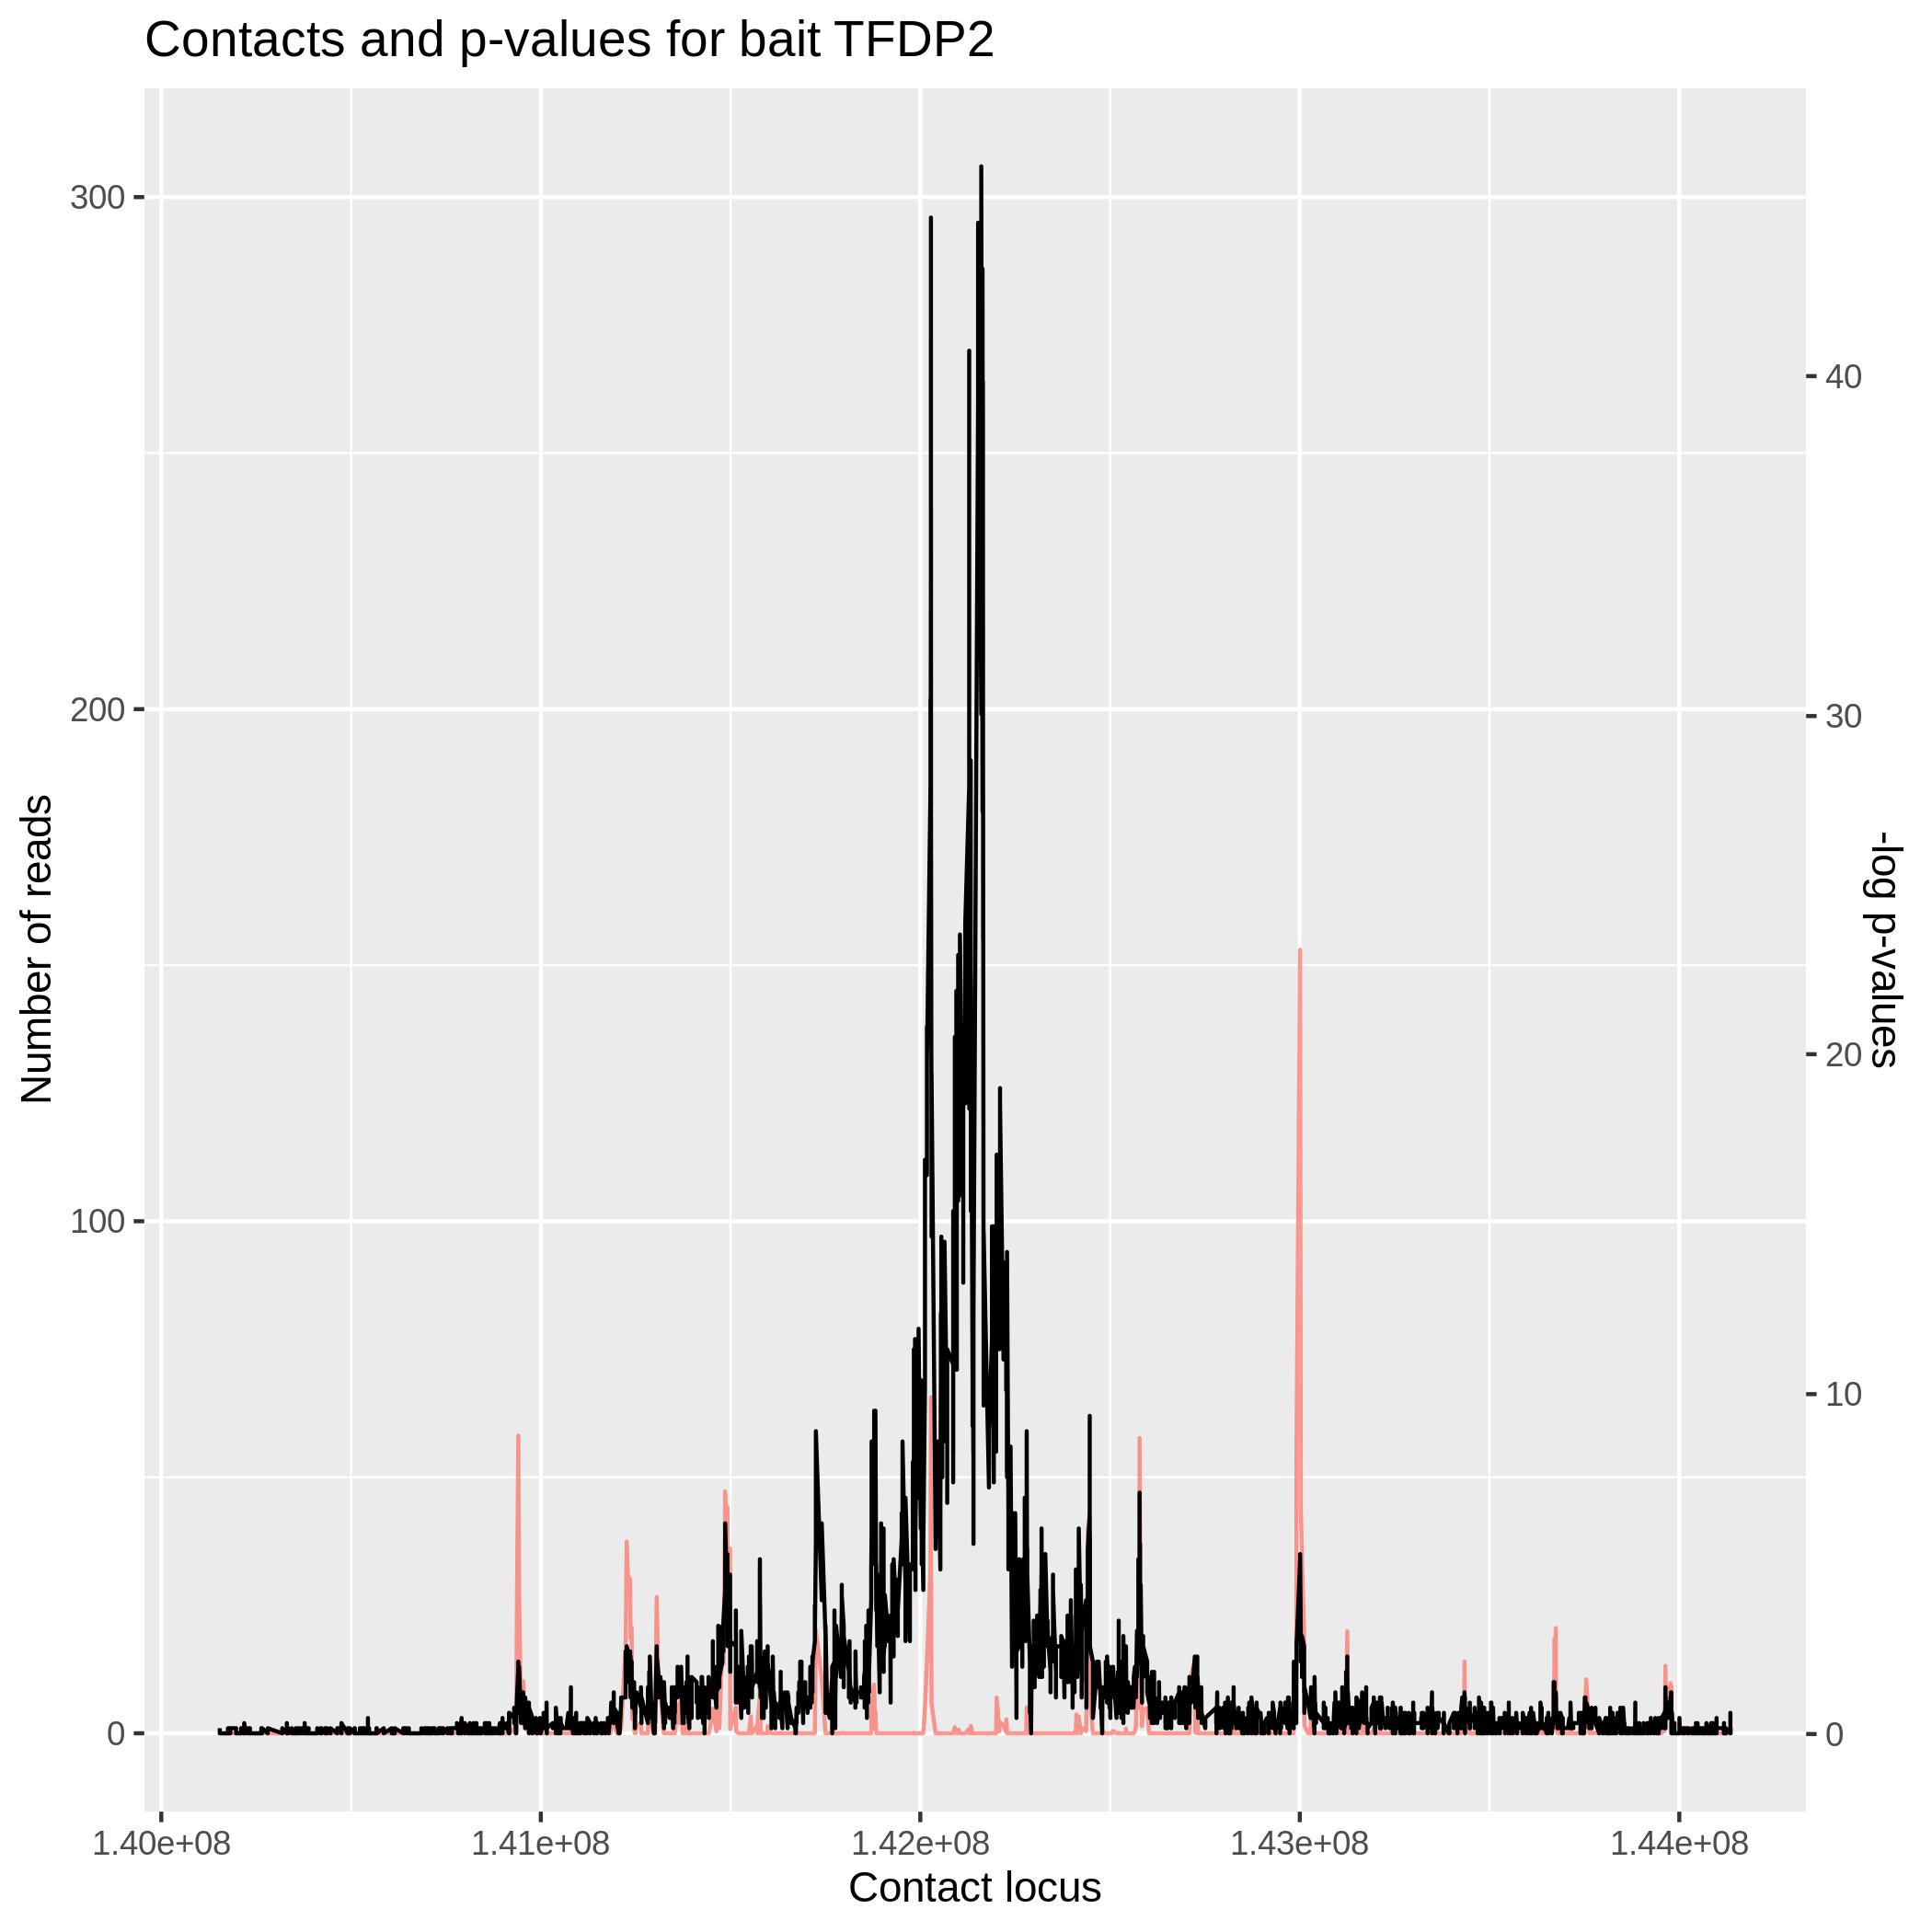 Contacts and p-values for bait TFDP2
Number of reads
300
200
100
0
40
30
20
10
0
-log p-values
1.40e+08
1.41e+08
1.42e+08
1.43e+08
1.44e+08
Contact locus